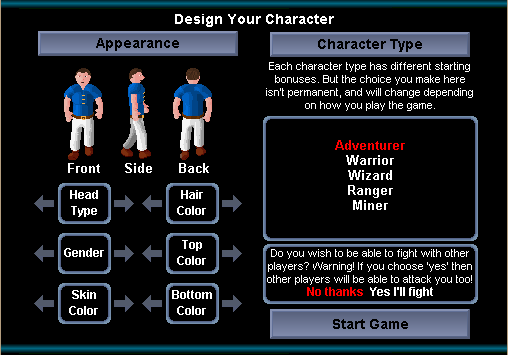 Design Your Character
Appearance
Front Side Back
Head Type
Hair Color
Gender
Top Color
Skin Color
Bottom Color
Character Type
Each character type has different starting
bonuses. But the choice you make here
isn't permanent, and will change depending
on how you play the game.
Adventurer
Warrior
Wizard
Ranger
Miner
Do you wish to be able to fight with other
players? Warning! If you choose 'yes' then
other players will be able to attack you too!
No thanks Yes I'll fight
Start Game